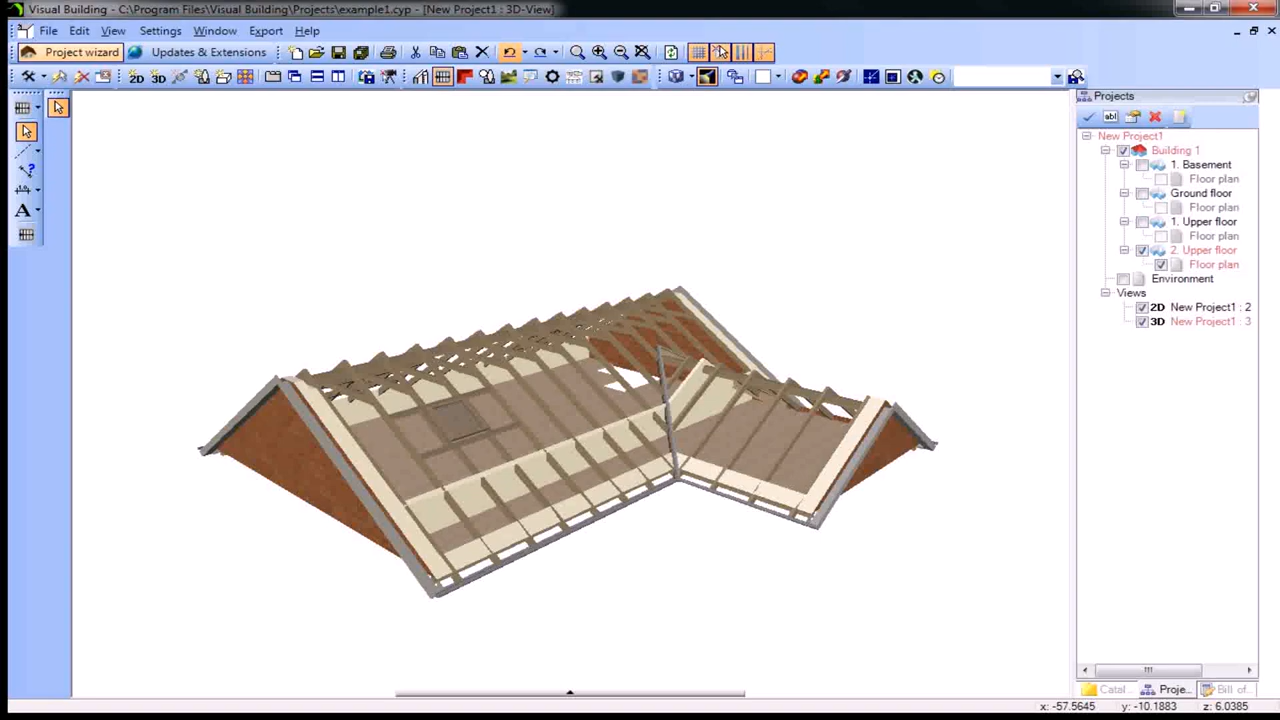 Visual Building - C:\Program Files\Visual Building\Projects\example1.cyp - [New Project1 : 3D-View]
File Edit View Settings Window Export Help
Project wizard Updates & Extensions
2D 3D
abl
A
Projects
New Project1
Building 1
1. Basement
Floor plan
Ground floor
Floor plan
1. Upper floor
Floor plan
2. Upper floor
Floor plan
Environment
Views
2D New Project1 : 2
3D New Project1 : 3
Catal... Proje... Bill of...
x: -57.5645 y: -10.1883 z: 6.0385